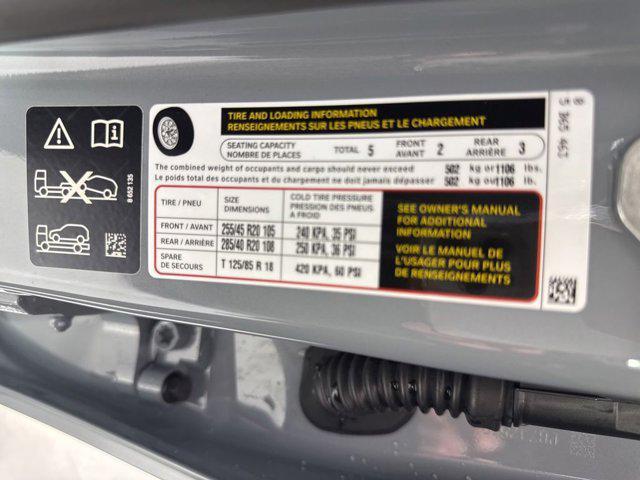 TIRE AND LOADING INFORMATION
RENSEIGNEMENTS SUR LES PNEUS ET LE CHARGEMENT
SEATING CAPACITY
NOMBRE DE PLACES
TOTAL 5
FRONT
AVANT 2
REAR
ARRIÈRE 3
The combined weight of occupants and cargo should never exceed 502 kg or 1106 lbs.
Le poids total des occupants et du chargement ne doit jamais dépasser 502 kg ou 1106 lb.
TIRE / PNEU
SIZE
DIMENSIONS
COLD TIRE PRESSURE
PRESSION DES PNEUS
A FROID
FRONT / AVANT 255/45 R20 105 240 KPA, 35 PSI
REAR / ARRIÈRE 285/40 R20 108 250 KPA, 36 PSI
SPARE
DE SECOURS
T 125/85 R 18 420 KPA, 60 PSI
SEE OWNER'S MANUAL
FOR ADDITIONAL
INFORMATION
VOIR LE MANUEL DE
L'USAGER POUR PLUS
DE RENSEIGNEMENTS
8 652 135